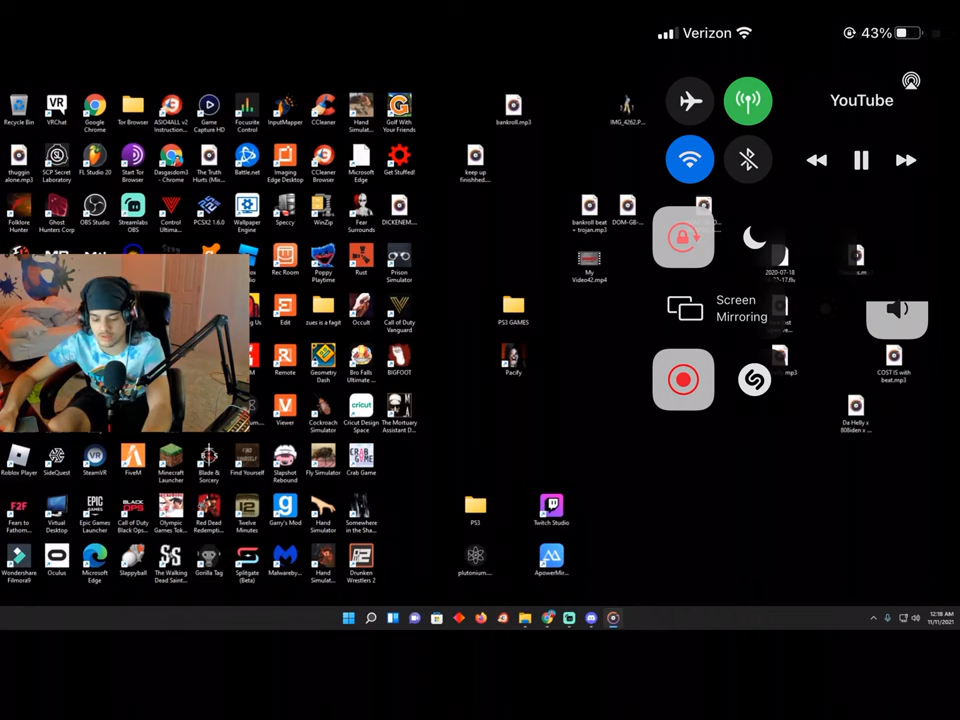 Verizon
43%
YouTube
Screen
Mirroring
Recycle Bin
VRChat
Google
Chrome
Tor Browser
ASIO4ALL v2
Instruction...
Game
Capture HD
Focusrite
Control
InputMapper
CCleaner
Hand
Simulat...
Golf With
Your Friends
bankroll.mp3
IMG_4262.P...
thuggin
alone.mp3
SCP Secret
Laboratory
FL Studio 20
Start Tor
Browser
Dasgasdom3
- Chrome
The Truth
Hurts (Mix...
Battle.net
Imaging
Edge Desktop
CCleaner
Browser
Microsoft
Edge
Get Stuffed!
keep up
finishhed....
Folklore
Hunter
Ghost
Hunters Corp
OBS Studio
Streamlabs
OBS
Control
Ultimate...
PCSX2 1.6.0
Wallpaper
Engine
Speccy
WinZip
Fear
Surrounds
DICXENEM...
bankroll beat
+ trojan.mp3
DOM-GB-...
Rec Room
Poppy
Playtime
Rust
Prison
Simulator
My
Video42.mp4
2020-07-18
Edit
zues is a fagit
Occult
Call of Duty
Vanguard
PS3 GAMES
Remote
Geometry
Dash
Bro Falls
Ultimate ...
BIGFOOT
Pacify
COST IS with
beat.mp3
Viewer
Cockroach
Simulator
cricut
Cricut Design
Space
The Mortuary
Assistant D...
Da Helly x
808iden x ...
Roblox Player
SideQuest
SteamVR
FiveM
Minecraft
Launcher
Blade &
Sorcery
Find Yourself
Slapshot
Rebound
Fly Simulator
Crab Game
F2F
Fears to
Fathom...
Virtual
Desktop
Epic Games
Launcher
Call of Duty
Black Ops...
Olympic
Games Tok...
Red Dead
Redempti...
Twelve
Minutes
Garry's Mod
Hand
Simulator
Somewhere
in the Sha...
PS3
Twitch Studio
Wondershare
Filmora9
Oculus
Microsoft
Edge
Slappyball
The Walking
Dead Saint...
Gorilla Tag
Splitgate
(Beta)
Malwareby...
Hand
Simulat...
Drunken
Wrestlers 2
plutonium....
ApowerMir...
12:18 AM
11/11/2021